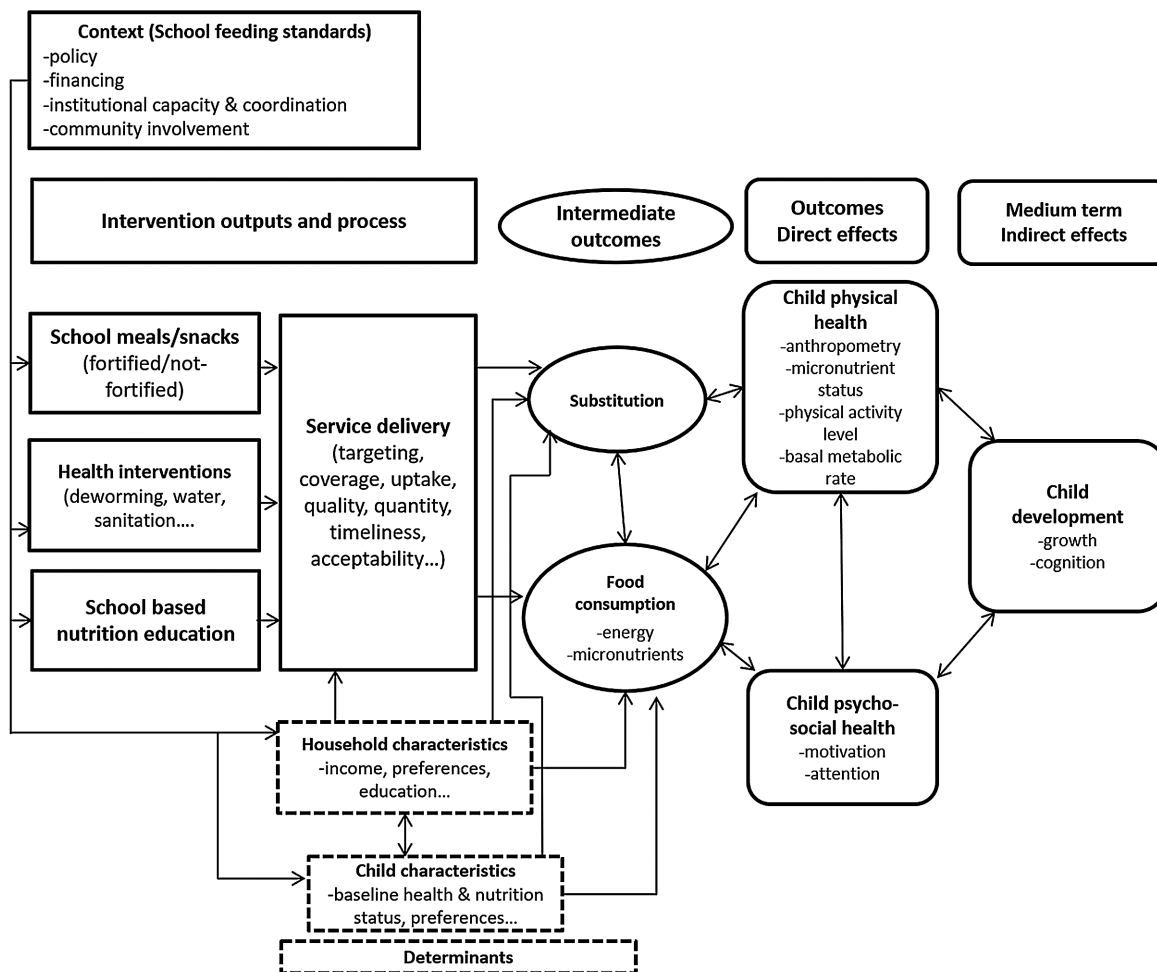 Context (School feeding standards)
-policy
-financing
-institutional capacity & coordination
-community involvement
Intervention outputs and process
Intermediate
outcomes
Outcomes
Direct effects
Medium term
Indirect effects
School meals/snacks
(fortified/not-
fortified)
Health interventions
(deworming, water,
sanitation....
School based
nutrition education
Service delivery
(targeting,
coverage, uptake,
quality, quantity,
timeliness,
acceptability...)
Substitution
Food
consumption
-energy
-micronutrients
Child physical
health
-anthropometry
-micronutrient
status
-physical activity
level
-basal metabolic
rate
Child psycho-
social health
-motivation
-attention
Child
development
-growth
-cognition
Household characteristics
-income, preferences,
education...
Child characteristics
-baseline health & nutrition
status, preferences...
Determinants